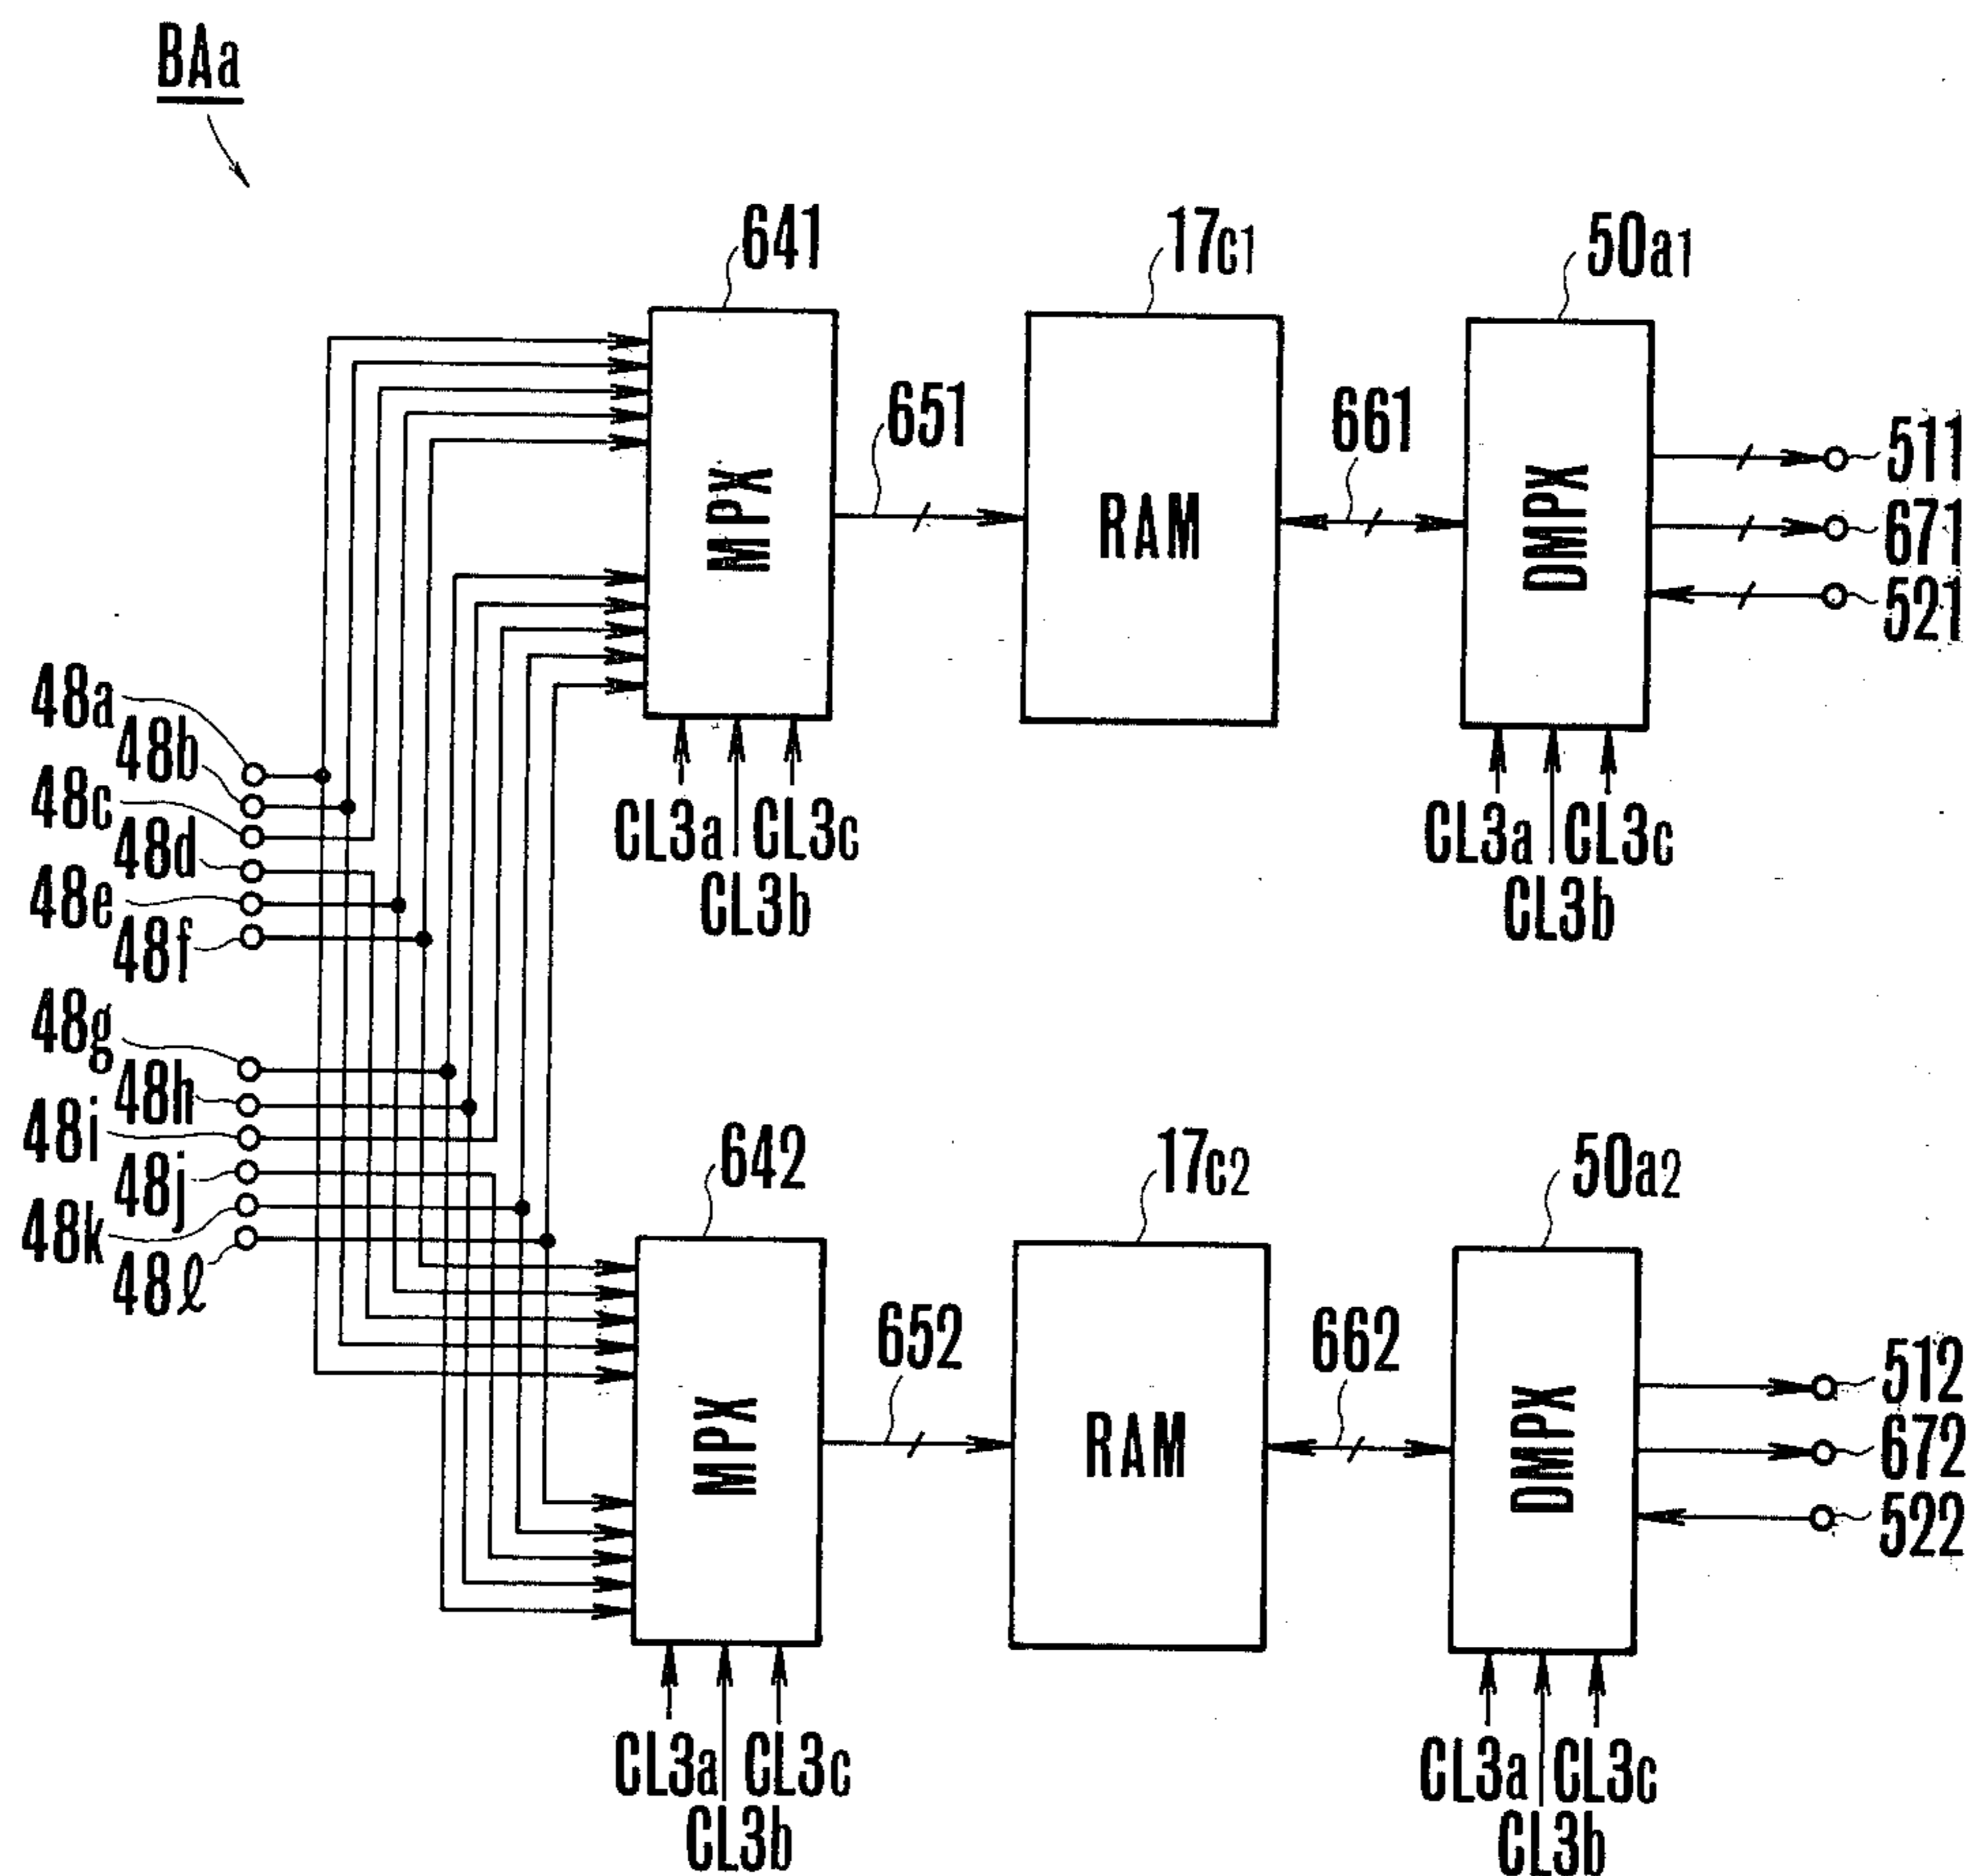 BAa
641
17c1
50a1
651
661
511
671
521
MPX
RAM
DMPX
48a
48b
48c
48d
48e
48f
CL3a
CL3c
CL3b
CL3a
CL3c
CL3b
48g
48h
48i
48j
48k
48ℓ
642
17c2
50a2
652
662
512
672
522
MPX
RAM
DMPX
CL3a
CL3c
CL3b
CL3a
CL3c
CL3b